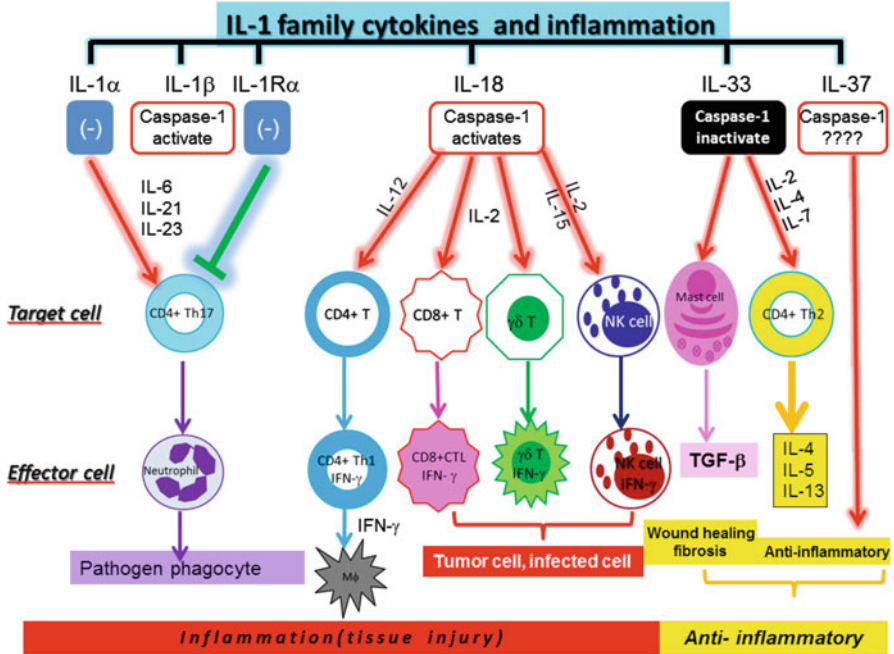 IL-1 family cytokines and inflammation
IL-1α
IL-1β
IL-1Rα
IL-18
IL-33
IL-37
(-)
Caspase-1
activate
(-)
Caspase-1
activates
Caspase-1
inactivate
Caspase-1
????
IL-6
IL-21
IL-23
IL-12
IL-2
IL-2
IL-15
IL-2
IL-4
IL-7
Target cell
CD4+ Th17
CD4+ T
CD8+ T
γδ T
NK cell
Mast cell
CD4+ Th2
Effector cell
Neutrophil
CD4+ Th1
IFN-γ
CD8+CTL
IFN- γ
γδ T
IFN-γ
NK cell
IFN-γ
TGF-β
IL-4
IL-5
IL-13
IFN-γ
Pathogen phagocyte
Mϕ
Tumor cell, infected cell
Wound healing
fibrosis
Anti-inflammatory
Inflammation(tissue injury)
Anti- inflammatory